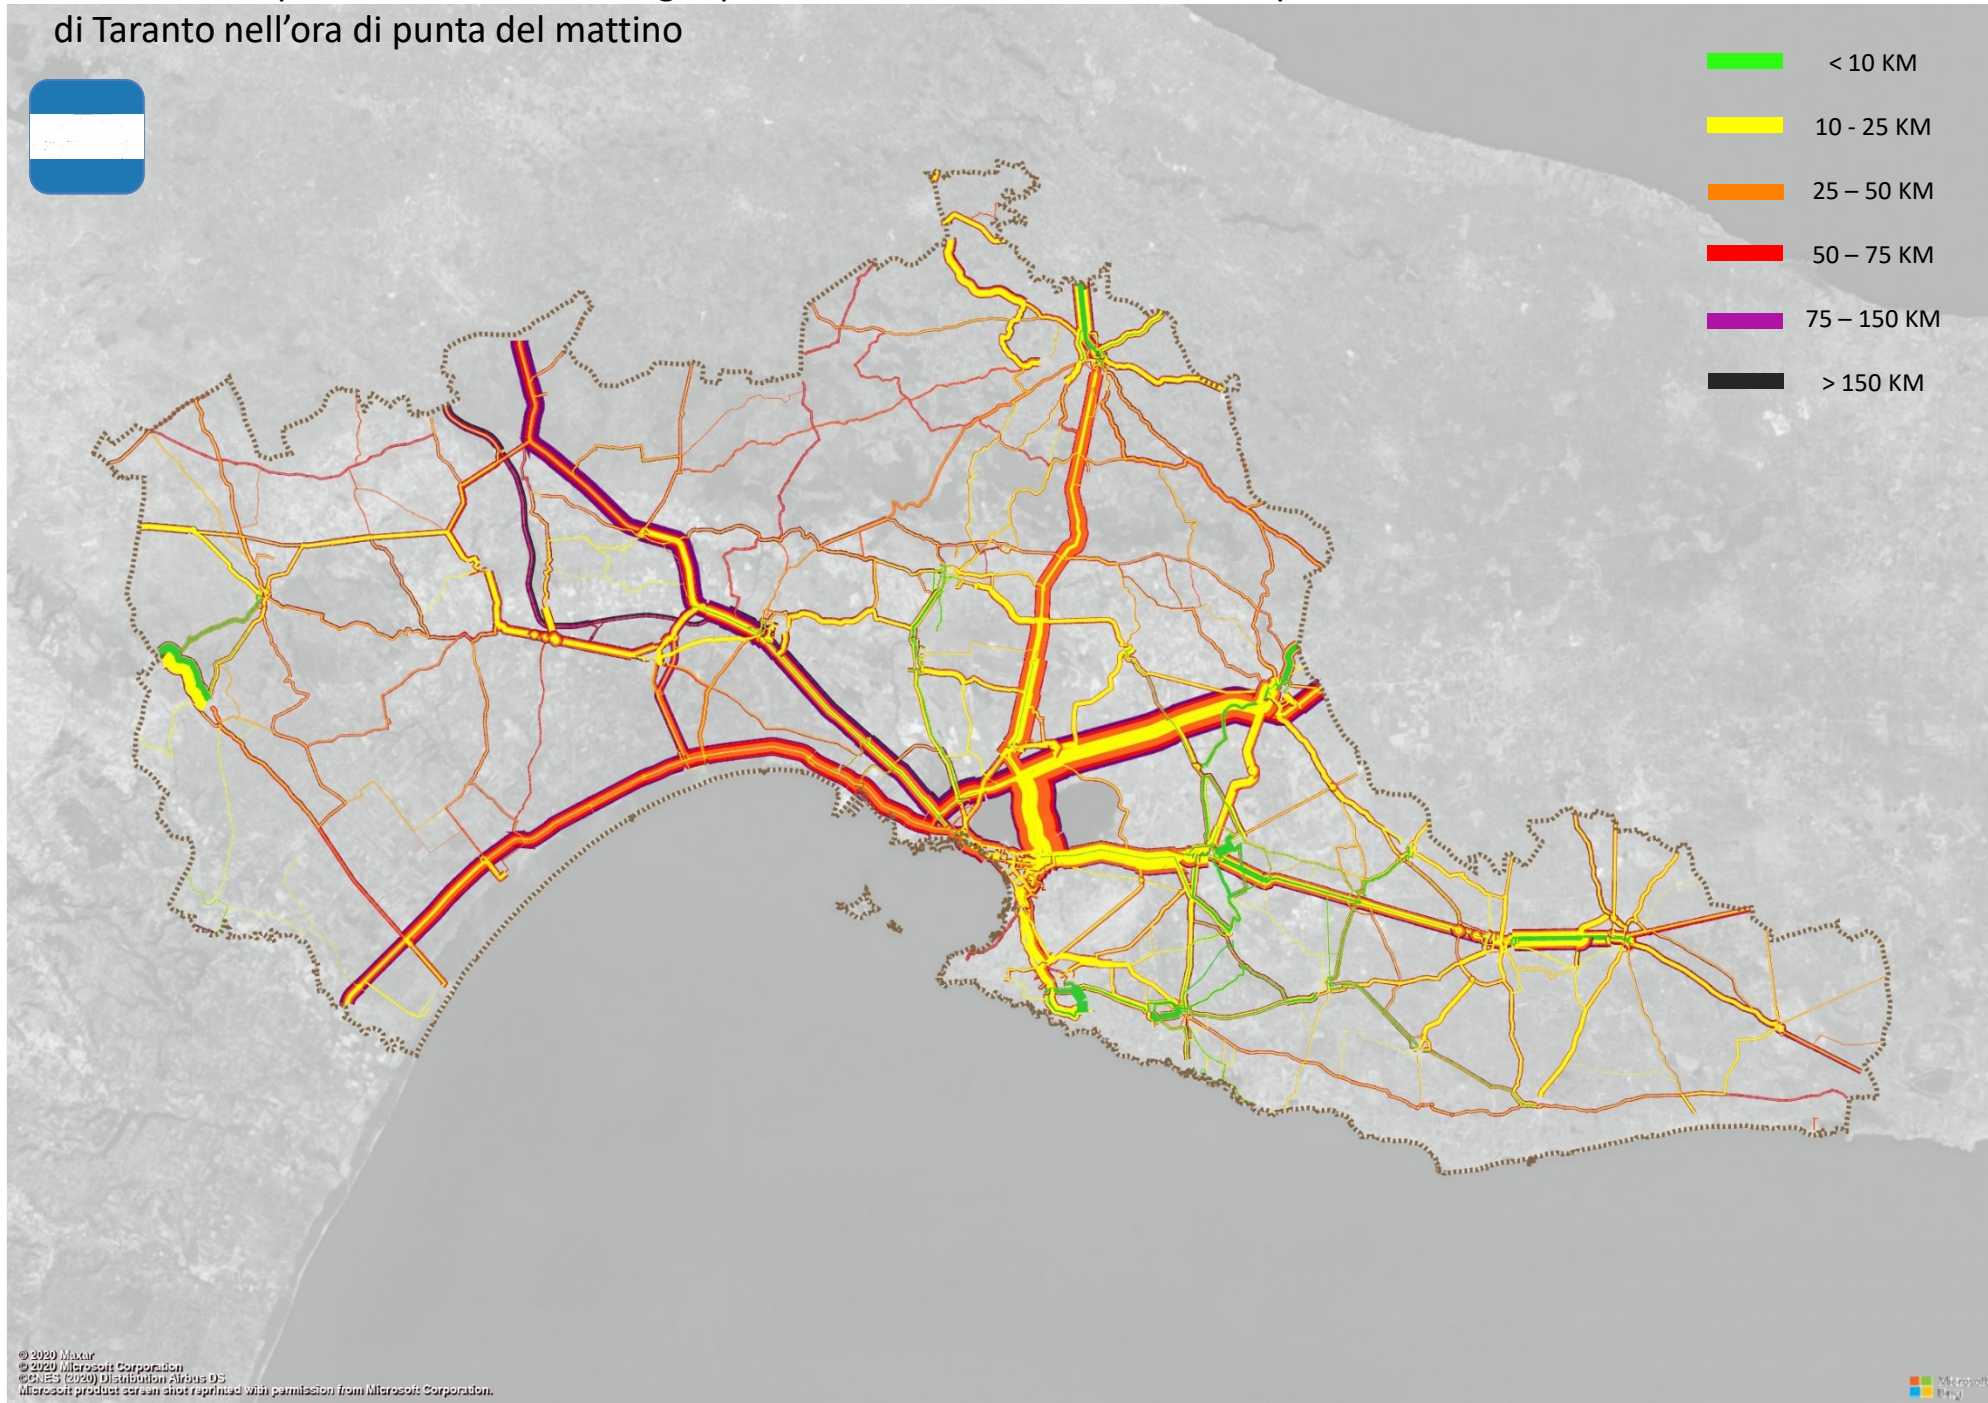 di Taranto nell’ora di punta del mattino
< 10 KM
10 - 25 KM
25 – 50 KM
50 – 75 KM
75 – 150 KM
> 150 KM
© 2020 Maxar
© 2020 Microsoft Corporation
©CNES (2020) Distribution Airbus DS
Microsoft product screen shot reprinted with permission from Microsoft Corporation.
Microsoft
Bing